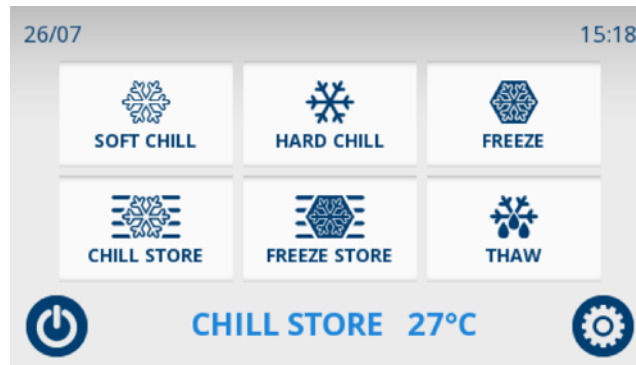 26/07 15:18
SOFT CHILL HARD CHILL FREEZE
CHILL STORE FREEZE STORE THAW
CHILL STORE 27°C